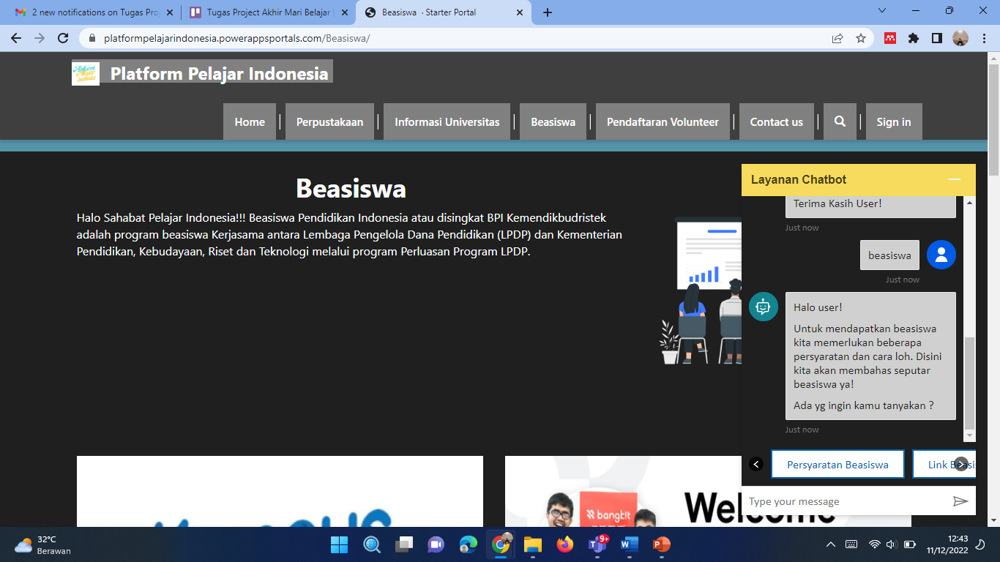 2 new notifications on Tugas Pro
Tugas Project Akhir Mari Belajar
Beasiswa · Starter Portal
platformpelajarindonesia.powerappsportals.com/Beasiswa/
Platform Pelajar Indonesia
Home | Perpustakaan | Informasi Universitas | Beasiswa | Pendaftaran Volunteer | Contact us | | Sign in
Beasiswa
Halo Sahabat Pelajar Indonesia!!! Beasiswa Pendidikan Indonesia atau disingkat BPI Kemendikbudristek
adalah program beasiswa Kerjasama antara Lembaga Pengelola Dana Pendidikan (LPDP) dan Kementerian
Pendidikan, Kebudayaan, Riset dan Teknologi melalui program Perluasan Program LPDP.
Layanan Chatbot
Terima Kasih User!
Just now
beasiswa
Just now
Halo user!
Untuk mendapatkan beasiswa
kita memerlukan beberapa
persyaratan dan cara loh. Disini
kita akan membahas seputar
beasiswa ya!
Ada yg ingin kamu tanyakan ?
Just now
Persyaratan Beasiswa
Link Beasi
Type your message
bangk!t
Welcome
9+
32°C
Berawan
12:43
11/12/2022